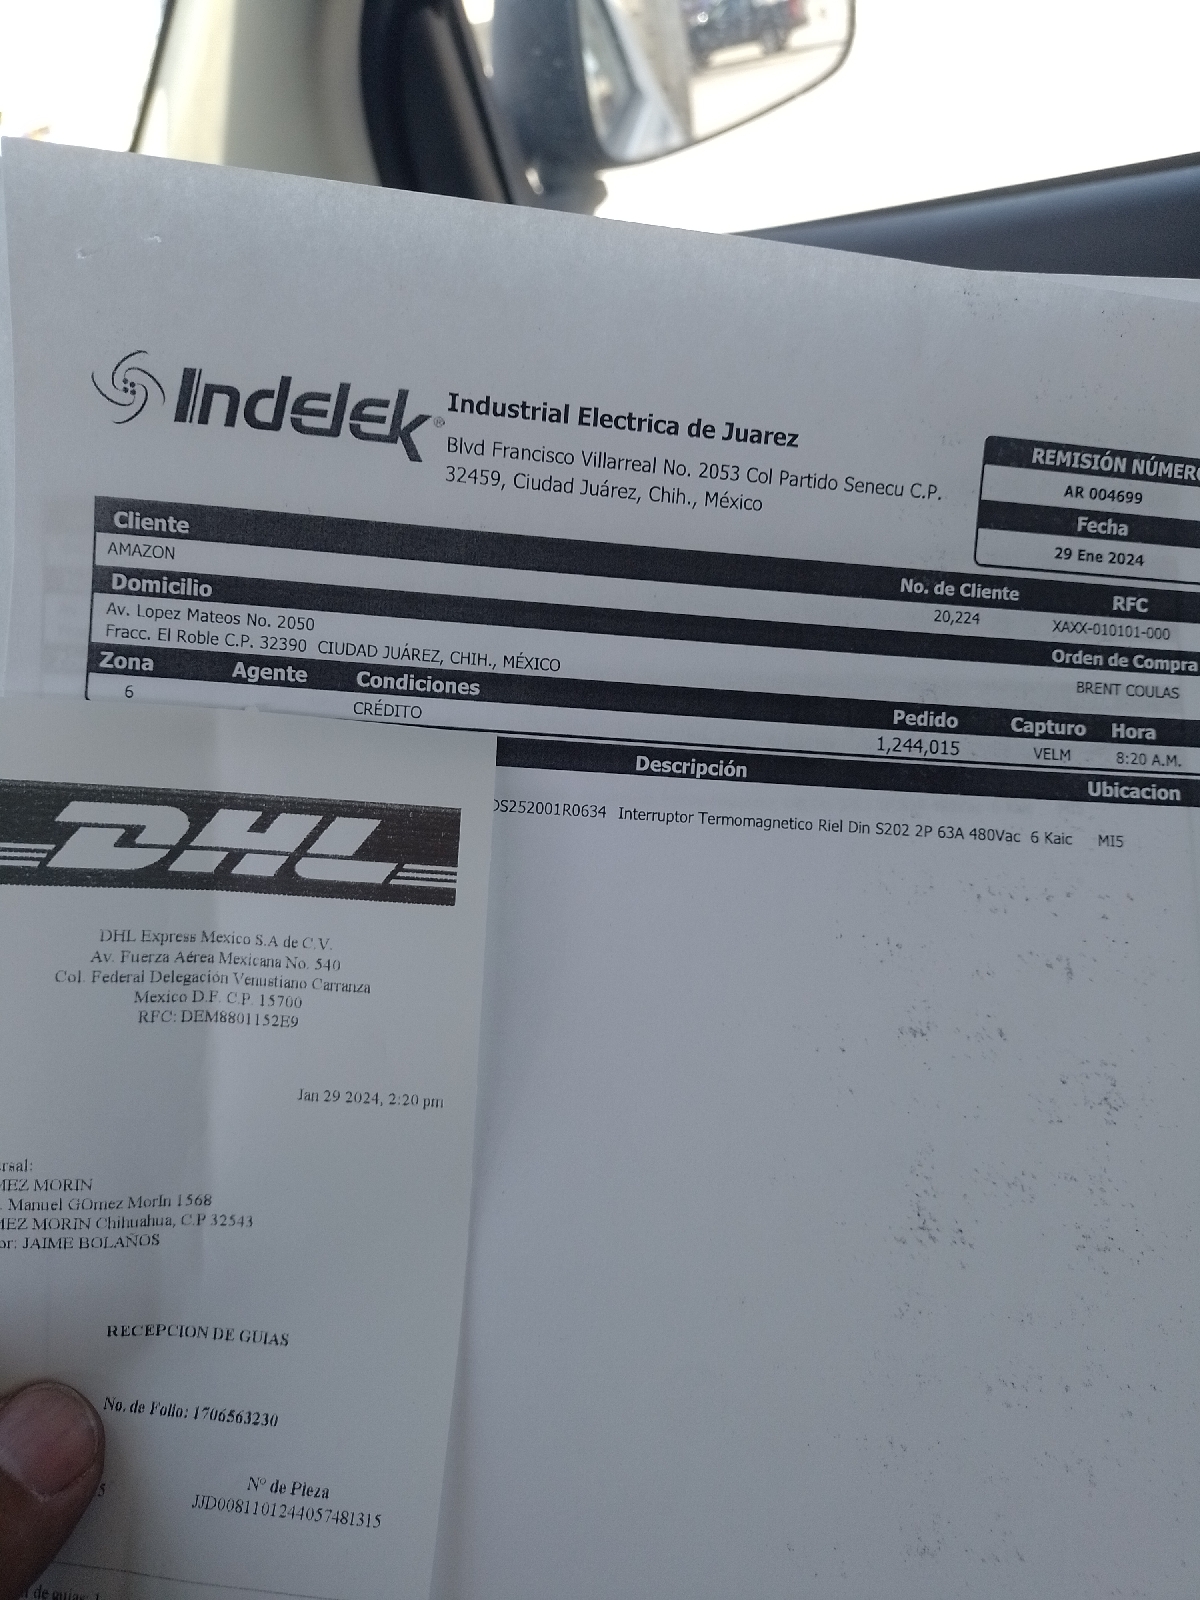 Indelek®
Industrial Electrica de Juarez
Blvd Francisco Villarreal No. 2053 Col Partido Senecu C.P.
32459, Ciudad Juárez, Chih., México
REMISIÓN NÚMERO
AR 004699
Fecha
29 Ene 2024
Cliente
AMAZON
No. de Cliente RFC
20,224 XAXX-010101-000
Domicilio
Av. Lopez Mateos No. 2050
Fracc. El Roble C.P. 32390 CIUDAD JUÁREZ, CHIH., MÉXICO
Orden de Compra
BRENT COULAS
Zona Agente Condiciones Pedido Capturo Hora
6 CRÉDITO 1,244,015 VELM 8:20 A.M.
Descripción Ubicacion
DS252001R0634 Interruptor Termomagnetico Riel Din S202 2P 63A 480Vac 6 Kaic MI5
DHL
DHL Express Mexico S.A de C.V.
Av. Fuerza Aérea Mexicana No. 540
Col. Federal Delegación Venustiano Carranza
Mexico D.F. C.P. 15700
RFC: DEM8801152E9
Jan 29 2024, 2:20 pm
rsal:
MEZ MORIN
. Manuel GOmez MorIn 1568
MEZ MORIN Chihuahua, C.P 32543
or: JAIME BOLAÑOS
RECEPCION DE GUIAS
No. de Folio: 1706563230
N° de Pieza
5 JJD0081101244057481315
de guias: